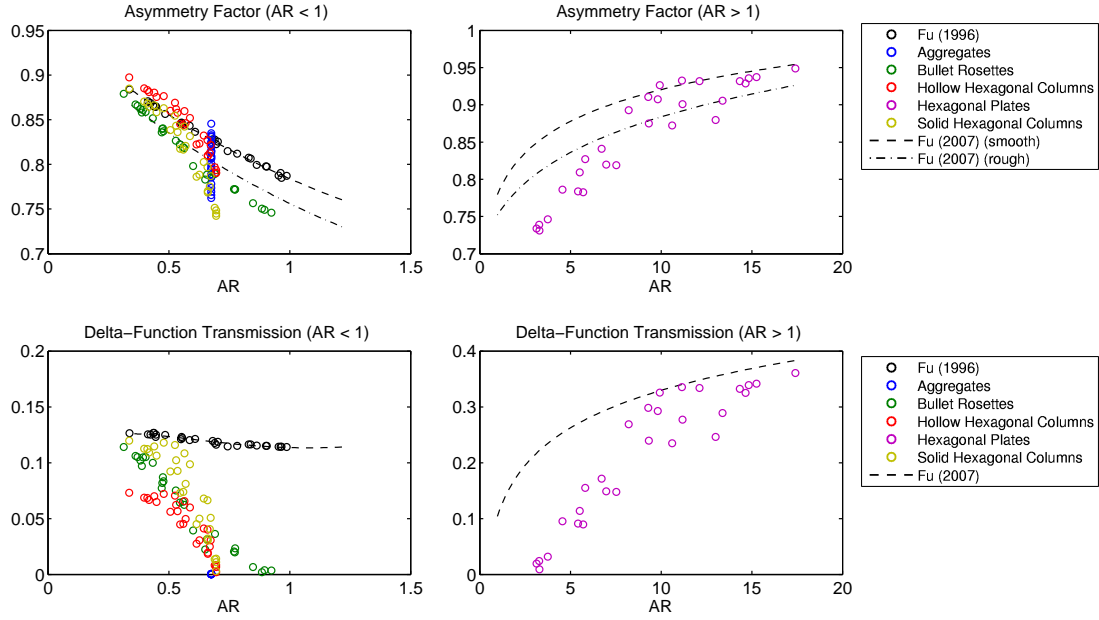 Asymmetry Factor (AR < 1)
0.95
0.9
0.85
0.8
0.75
0.7
0
0.5
1
1.5
AR
Asymmetry Factor (AR > 1)
1
0.95
0.9
0.85
0.8
0.75
0.7
0
5
10
15
20
AR
Fu (1996)
Aggregates
Bullet Rosettes
Hollow Hexagonal Columns
Hexagonal Plates
Solid Hexagonal Columns
Fu (2007) (smooth)
Fu (2007) (rough)
Delta−Function Transmission (AR < 1)
0.2
0.15
0.1
0.05
0
0
0.5
1
1.5
AR
Delta−Function Transmission (AR > 1)
0.4
0.3
0.2
0.1
0
0
5
10
15
20
AR
Fu (1996)
Aggregates
Bullet Rosettes
Hollow Hexagonal Columns
Hexagonal Plates
Solid Hexagonal Columns
Fu (2007)